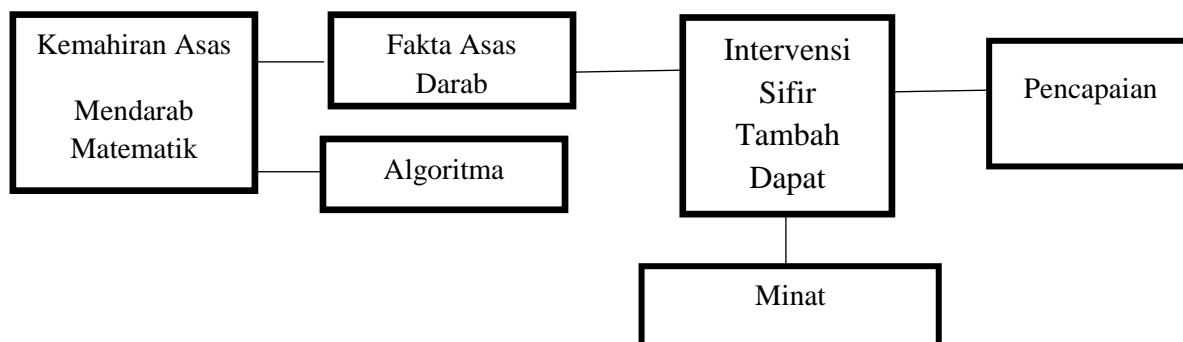 Kemahiran Asas
Mendarab
Matematik
Fakta Asas
Darab
Algoritma
Intervensi
Sifir
Tambah
Dapat
Pencapaian
Minat